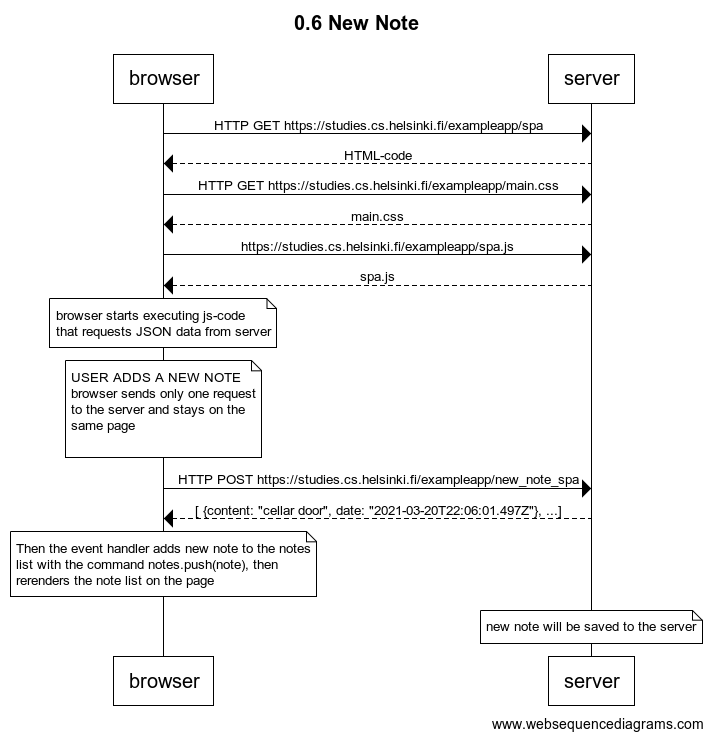 0.6 New Note
browser
server
HTTP GET https://studies.cs.helsinki.fi/exampleapp/spa
HTML-code
HTTP GET https://studies.cs.helsinki.fi/exampleapp/main.css
main.css
https://studies.cs.helsinki.fi/exampleapp/spa.js
spa.js
browser starts executing js-code
that requests JSON data from server
USER ADDS A NEW NOTE
browser sends only one request
to the server and stays on the
same page
HTTP POST https://studies.cs.helsinki.fi/exampleapp/new_note_spa
[ {content: "cellar door", date: "2021-03-20T22:06:01.497Z"}, ...]
Then the event handler adds new note to the notes
list with the command notes.push(note), then
rerenders the note list on the page
new note will be saved to the server
browser
server
www.websequencediagrams.com